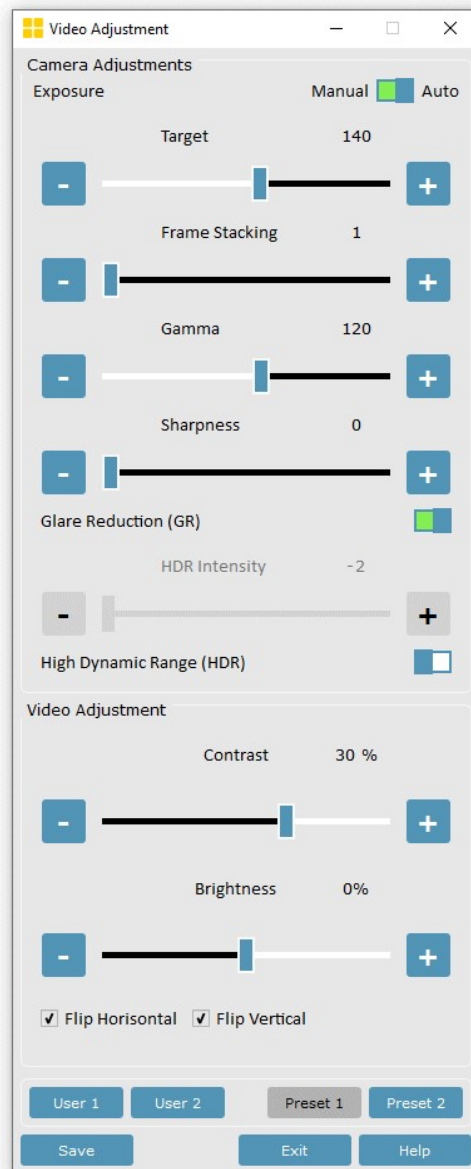 Video Adjustment
Camera Adjustments
Exposure Manual Auto
Target 140
- +
Frame Stacking 1
- +
Gamma 120
- +
Sharpness 0
- +
Glare Reduction (GR)
HDR Intensity -2
- +
High Dynamic Range (HDR)
Video Adjustment
Contrast 30 %
- +
Brightness 0%
- +
Flip Horisontal Flip Vertical
User 1 User 2 Preset 1 Preset 2
Save Exit Help